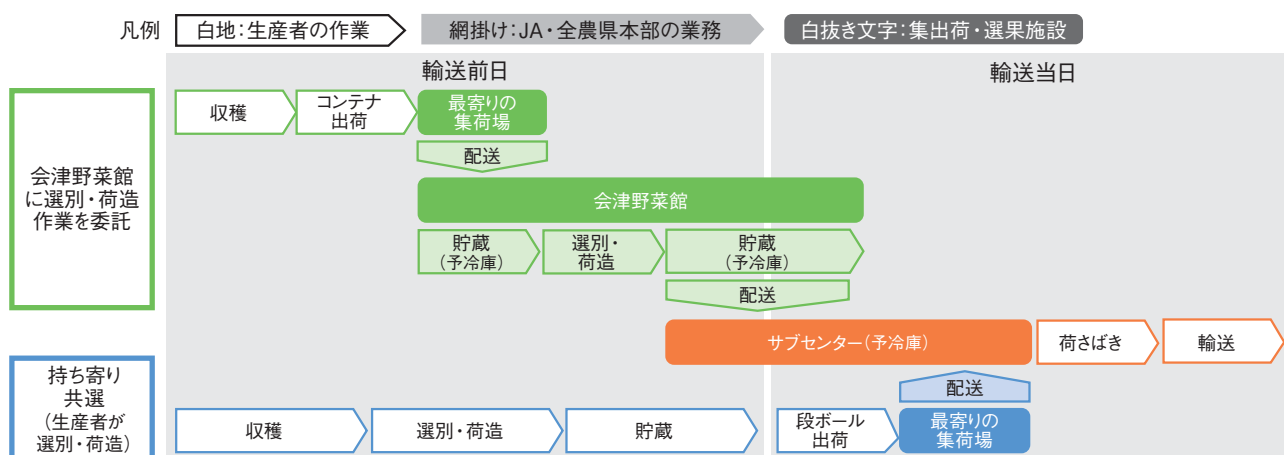 凡例
白地：生産者の作業
網掛け：JA・全農県本部の業務
白抜き文字：集出荷・選果施設
輸送前日
輸送当日
会津野菜館
に選別・荷造
作業を委託
収穫
コンテナ
出荷
最寄りの
集荷場
配送
会津野菜館
貯蔵
（予冷庫）
選別・
荷造
貯蔵
（予冷庫）
配送
サブセンター（予冷庫）
荷さばき
輸送
持ち寄り
共選
（生産者が
選別・荷造）
収穫
選別・荷造
貯蔵
段ボール
出荷
配送
最寄りの
集荷場